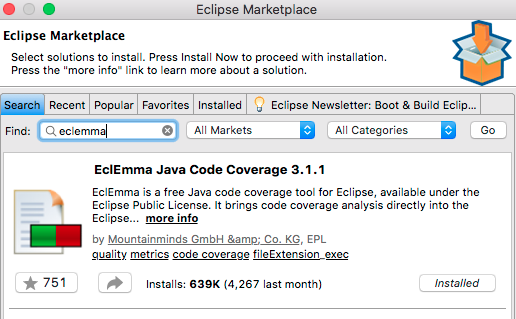 Eclipse Marketplace
Eclipse Marketplace
Select solutions to install. Press Install Now to proceed with installation.
Press the "more info" link to learn more about a solution.
Search Recent Popular Favorites Installed Eclipse Newsletter: Boot & Build Eclip...
Find: eclemma All Markets All Categories Go
EclEmma Java Code Coverage 3.1.1
EclEmma is a free Java code coverage tool for Eclipse, available under the
Eclipse Public License. It brings code coverage analysis directly into the
Eclipse... more info
by Mountainminds GmbH &amp; Co. KG, EPL
quality metrics code coverage fileExtension_exec
751 Installs: 639K (4,267 last month) Installed